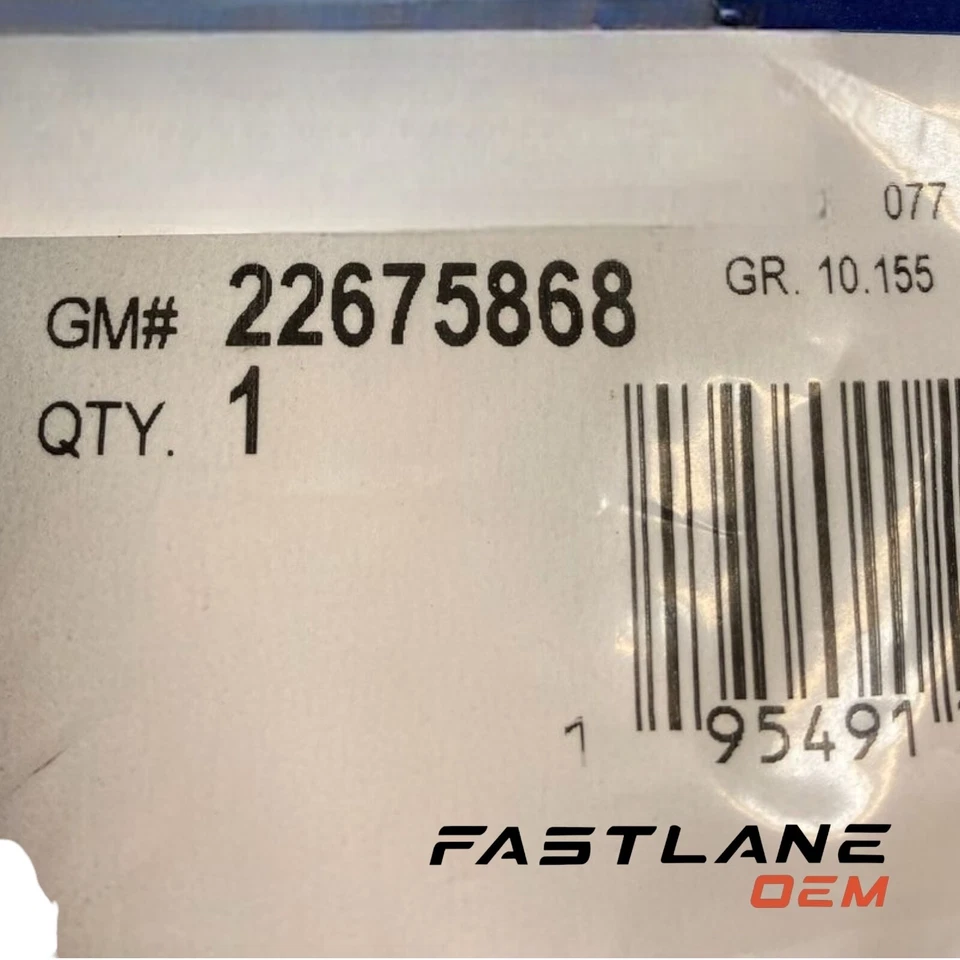 077
GM# 22675868 GR. 10.155
QTY. 1
1 95491
FASTLANE
OEM